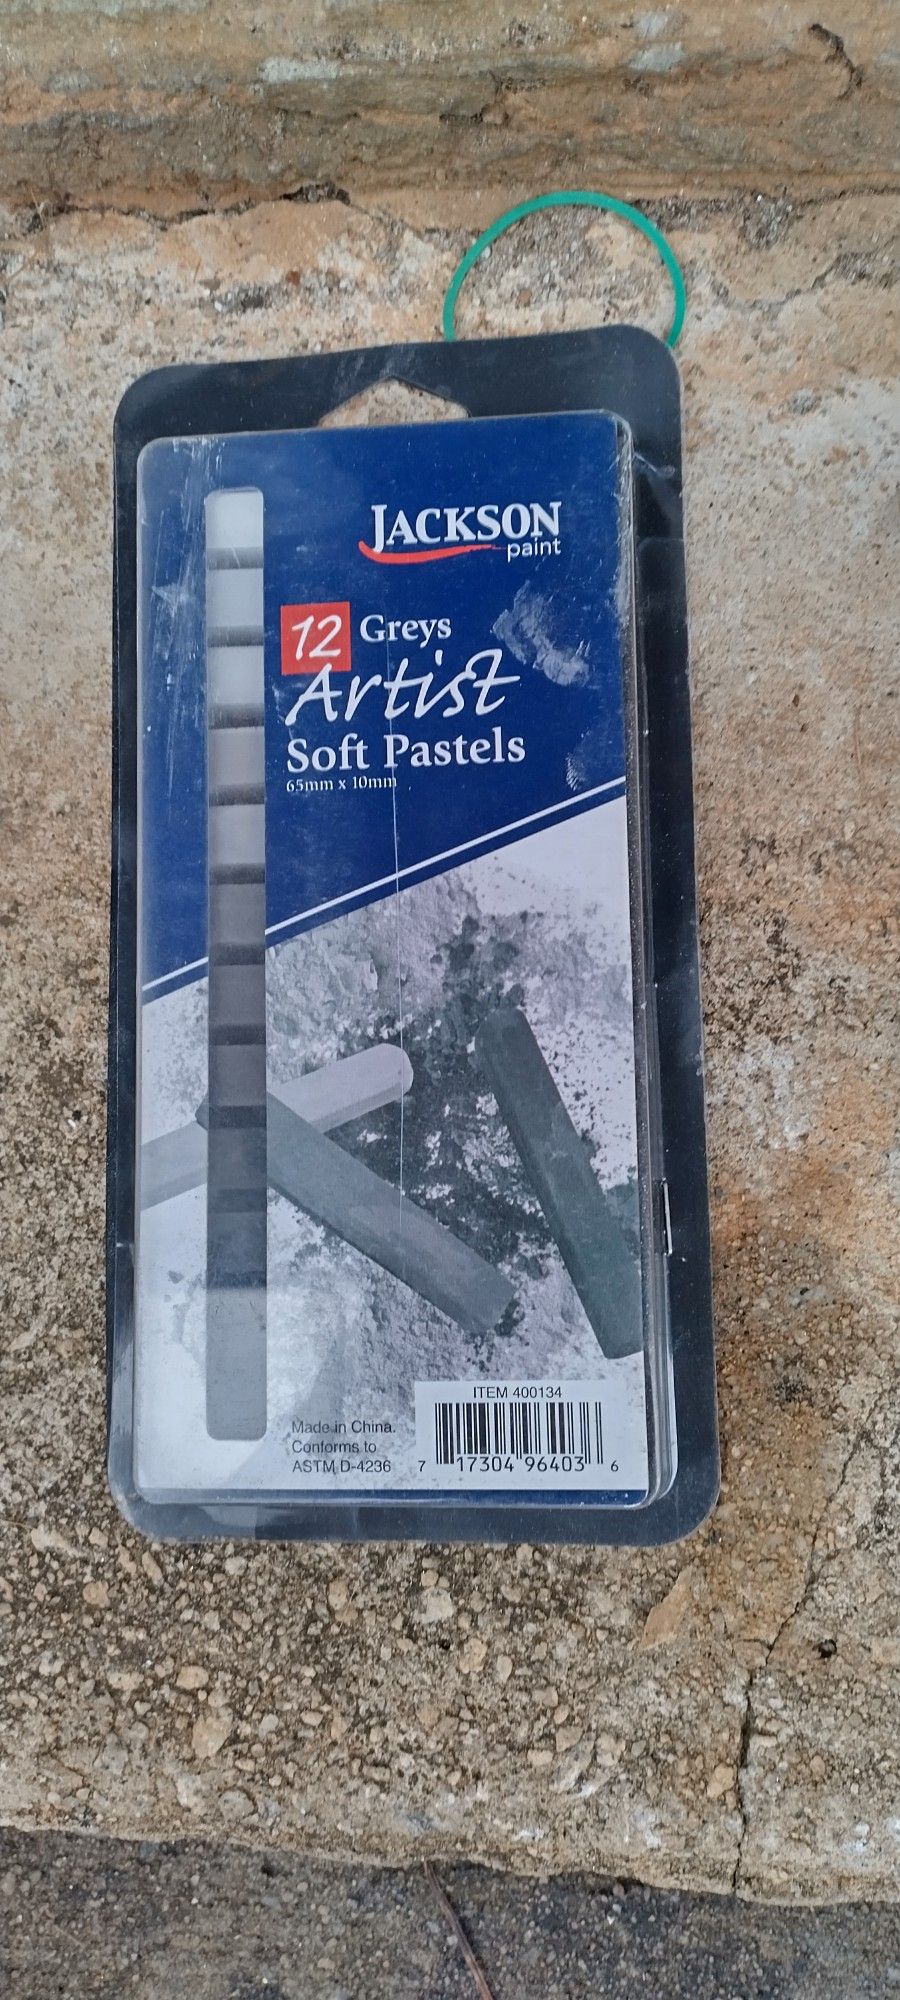 JACKSON
paint
12 Greys
Artist
Soft Pastels
65mm x 10mm
ITEM 400134
Made in China.
Conforms to
ASTM D-4236
7 17304 96403 6